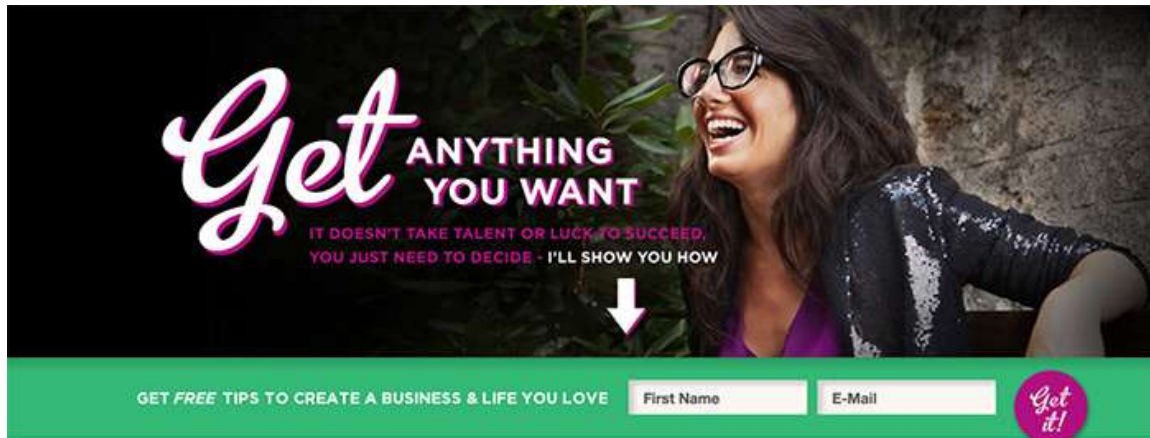 Get ANYTHING
YOU WANT
IT DOESN'T TAKE TALENT OR LUCK TO SUCCEED.
YOU JUST NEED TO DECIDE - I'LL SHOW YOU HOW
GET FREE TIPS TO CREATE A BUSINESS & LIFE YOU LOVE
First Name
E-Mail
Get
it!